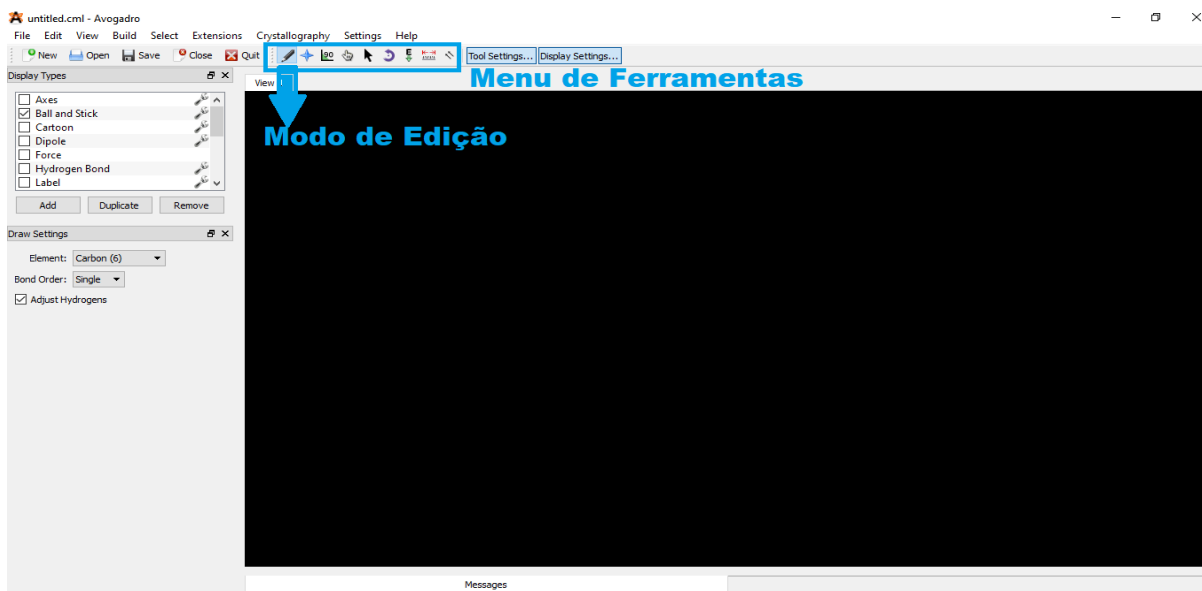 untitled.cml - Avogadro
File Edit View Build Select Extensions Crystallography Settings Help
New Open Save Close Quit Tool Settings... Display Settings...
Menu de Ferramentas
Display Types
View
Modo de Edição
Axes
Ball and Stick
Cartoon
Dipole
Force
Hydrogen Bond
Label
Add Duplicate Remove
Draw Settings
Element: Carbon (6)
Bond Order: Single
Adjust Hydrogens
Messages